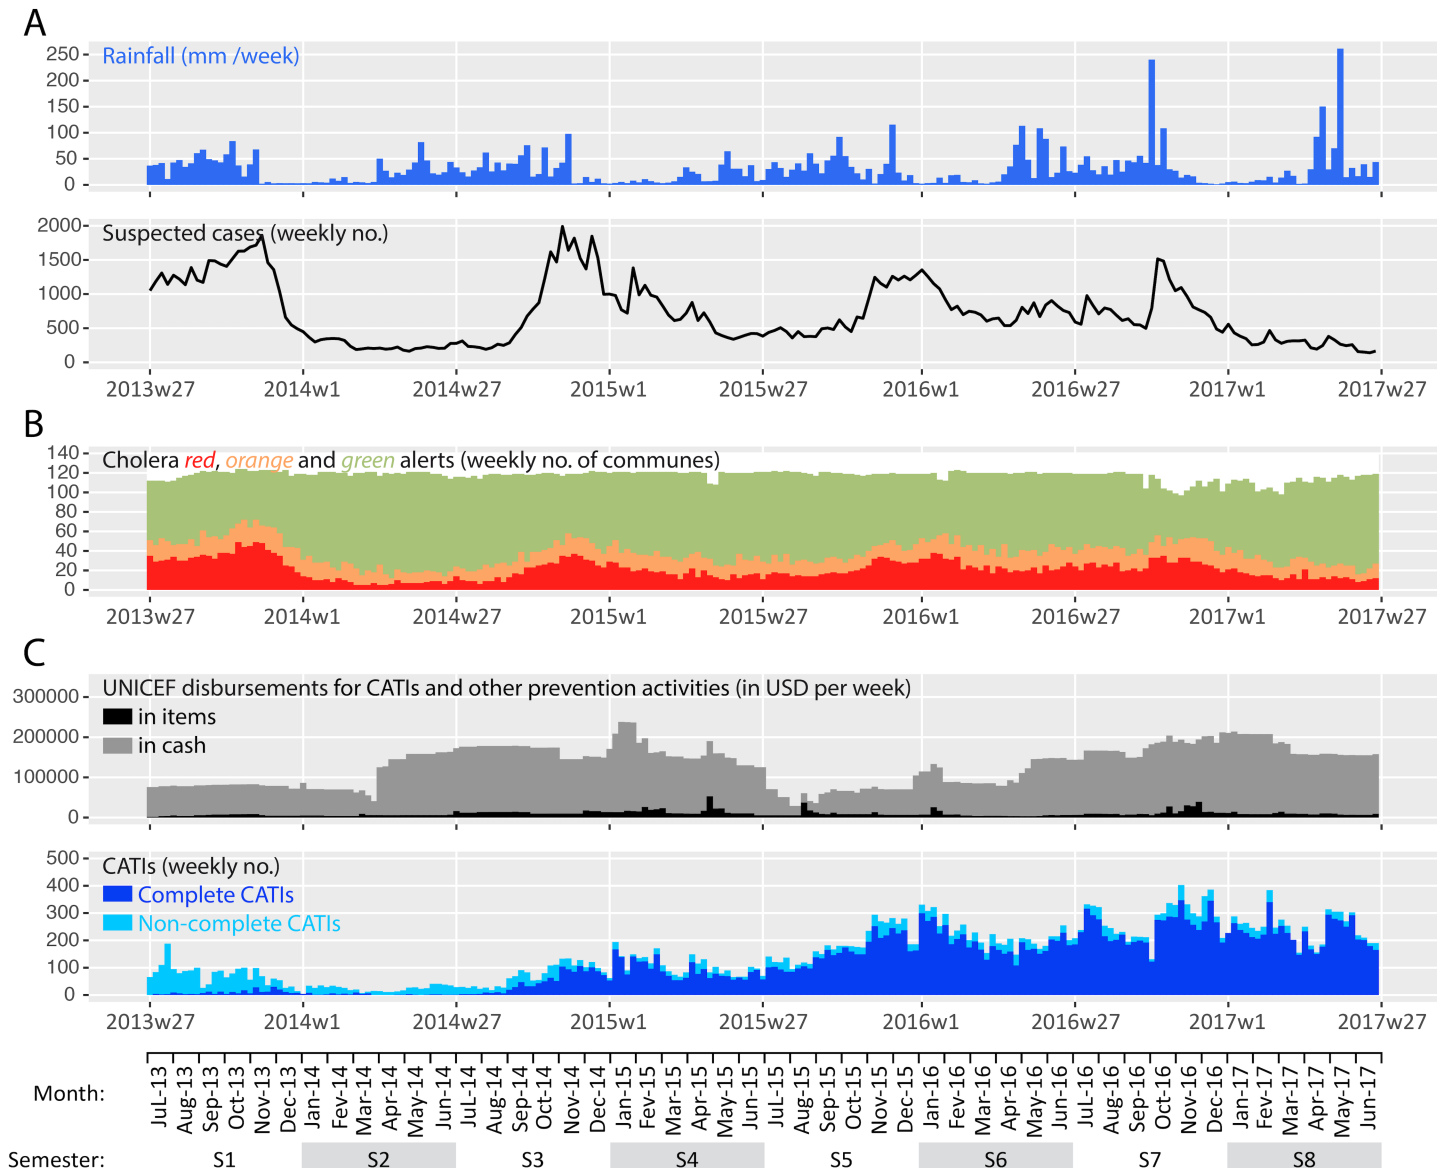 A
Rainfall (mm /week)
250
200
150
100
50
0
Suspected cases (weekly no.)
2000
1500
1000
500
0
2013w27 2014w1 2014w27 2015w1 2015w27 2016w1 2016w27 2017w1 2017w27
B
Cholera red, orange and green alerts (weekly no. of communes)
140
120
100
80
60
40
20
0
2013w27 2014w1 2014w27 2015w1 2015w27 2016w1 2016w27 2017w1 2017w27
C
UNICEF disbursements for CATIs and other prevention activities (in USD per week)
in items
in cash
300000
200000
100000
0
CATIs (weekly no.)
Complete CATIs
Non-complete CATIs
500
400
300
200
100
0
2013w27 2014w1 2014w27 2015w1 2015w27 2016w1 2016w27 2017w1 2017w27
Month: JuL-13 Aug-13 Sep-13 Oct-13 Nov-13 Dec-13 Jan-14 Fev-14 Mar-14 Apr-14 May-14 Jun-14 JuL-14 Aug-14 Sep-14 Oct-14 Nov-14 Dec-14 Jan-15 Fev-15 Mar-15 Apr-15 May-15 Jun-15 JuL-15 Aug-15 Sep-15 Oct-15 Nov-15 Dec-15 Jan-16 Fev-16 Mar-16 Apr-16 May-16 Jun-16 JuL-16 Aug-16 Sep-16 Oct-16 Nov-16 Dec-16 Jan-17 Fev-17 Mar-17 Apr-17 May-17 Jun-17
Semester: S1 S2 S3 S4 S5 S6 S7 S8